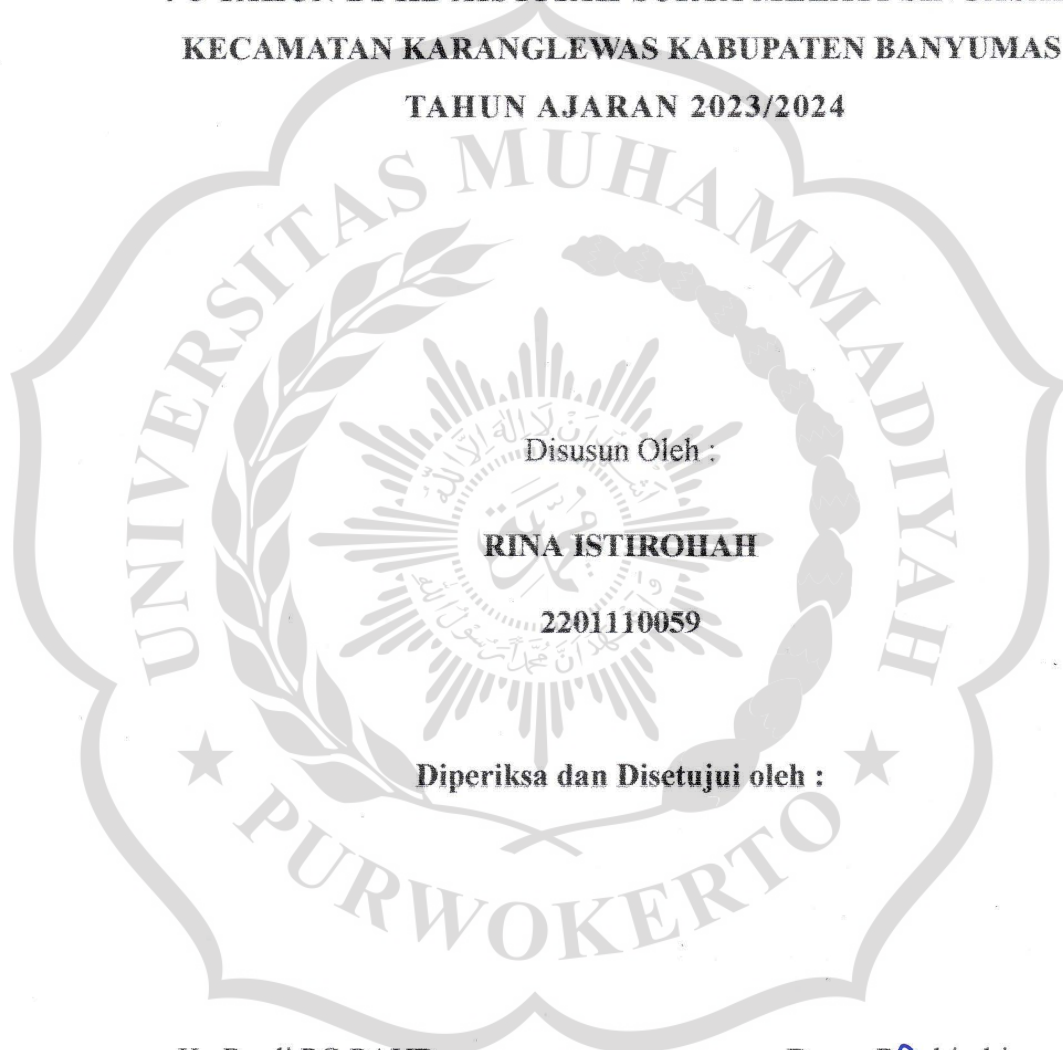 KECAMATAN KARANGLEWAS KABUPATEN BANYUMAS
TAHUN AJARAN 2023/2024
UNIVERSITAS MUHAMMADIYAH
Disusun Oleh :
RINA ISTIROHAH
2201110059
Diperiksa dan Disetujui oleh :
PURWOKERTO